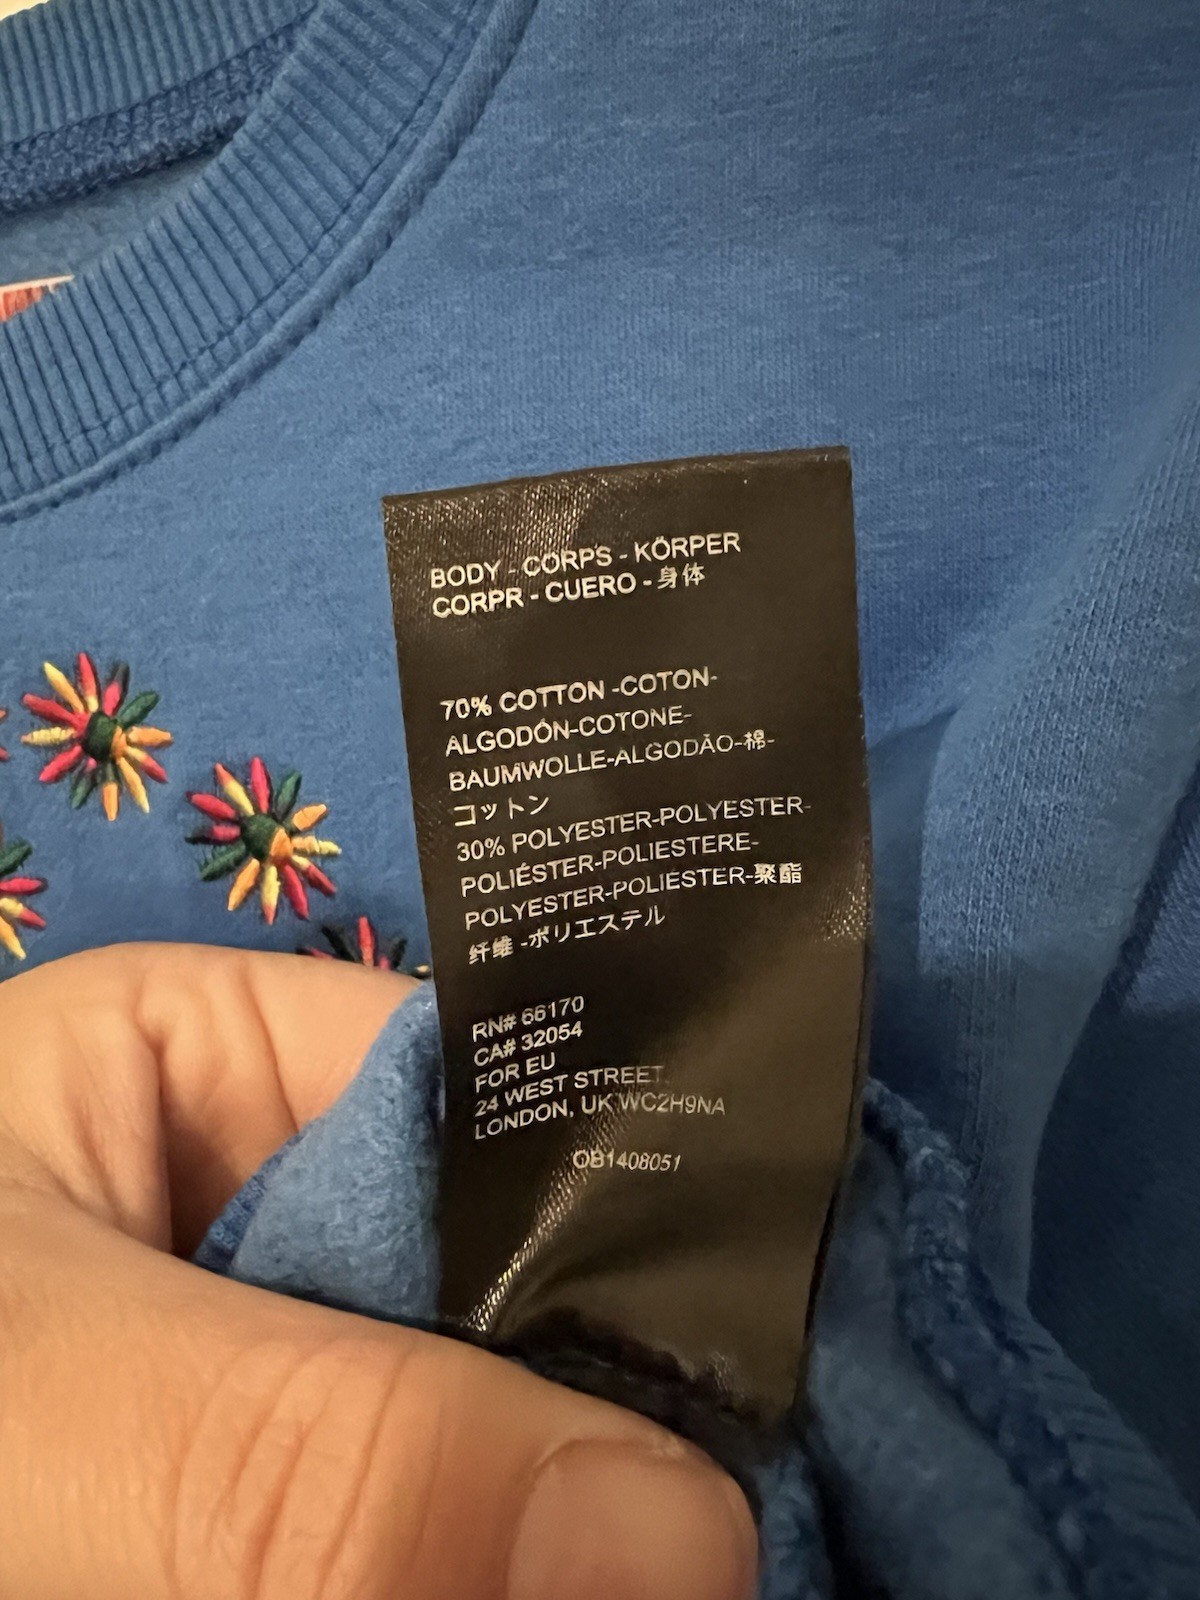 BODY - CORPS - KÖRPER
CORPR - CUERO - 身体
70% COTTON -COTON-
ALGODÓN-COTONE-
BAUMWOLLE-ALGODÃO-棉-
コットン
30% POLYESTER-POLYESTER-
POLIÉSTER-POLIESTERE-
POLYESTER-POLIESTER-聚酯
纤维 -ポリエステル
RN# 66170
CA# 32054
FOR EU
24 WEST STREET
LONDON, UK WC2H9NA
OB1408051